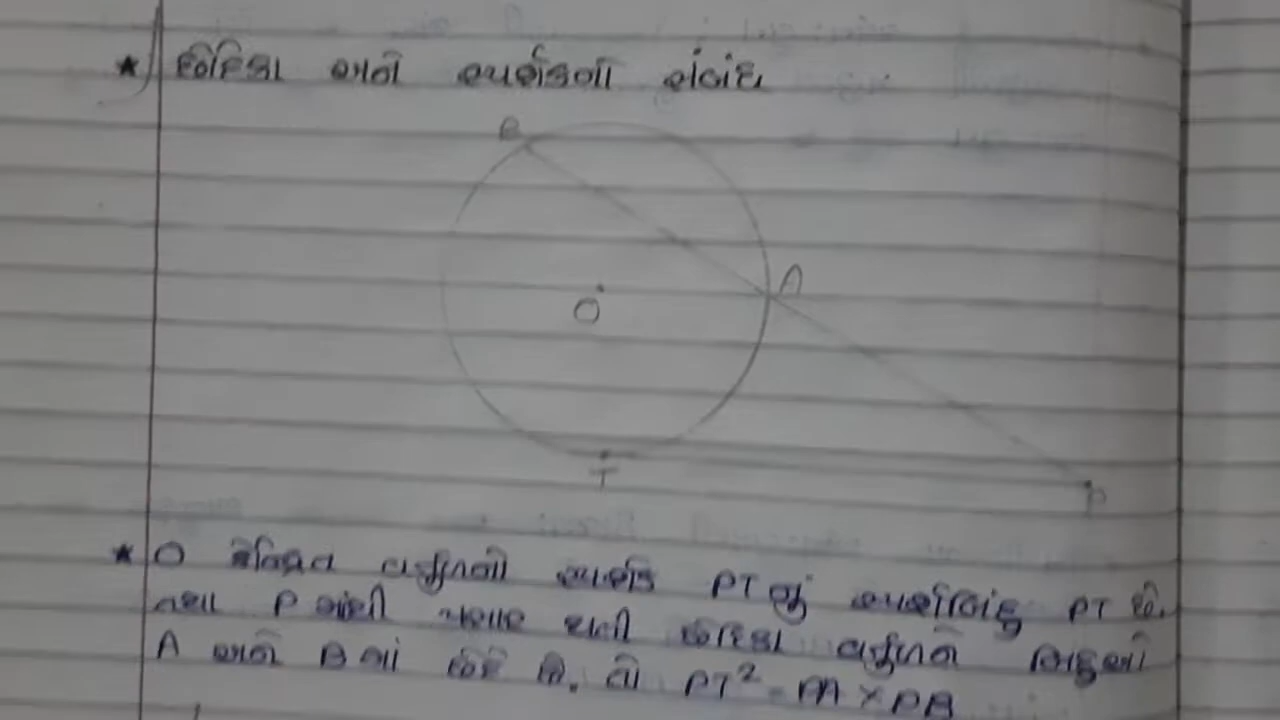 * છેદિકા અને સ્પર્શકનો સંબંધ
B
A
O
T
P
* O કેન્દ્રિત વર્તુળનો સ્પર્શક PT નું સ્પર્શબિંદુ PT છે.
તથા P માંથી પસાર થતી છેદિકા વર્તુળને બિંદુઓ
A અને B માં છેદે છે. તો PT² = PA × PB